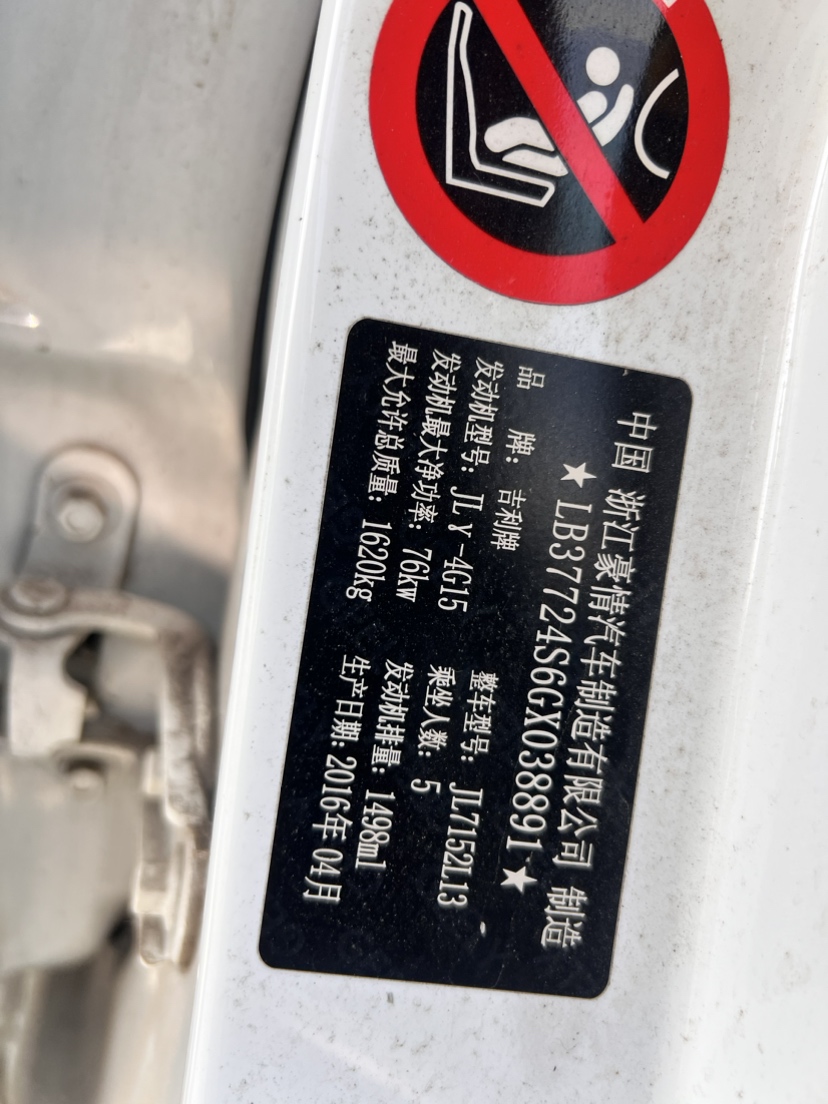 中国 浙江豪情汽车制造有限公司 制造
★LB37724S6GX038891★
品 牌: 吉利牌
发动机型号: JLγ-4G15 整车型号: JL7152L13
发动机最大净功率: 76kw 乘坐人数: 5
最大允许总质量: 1620kg 发动机排量: 1498ml
生产日期: 2016年 04月